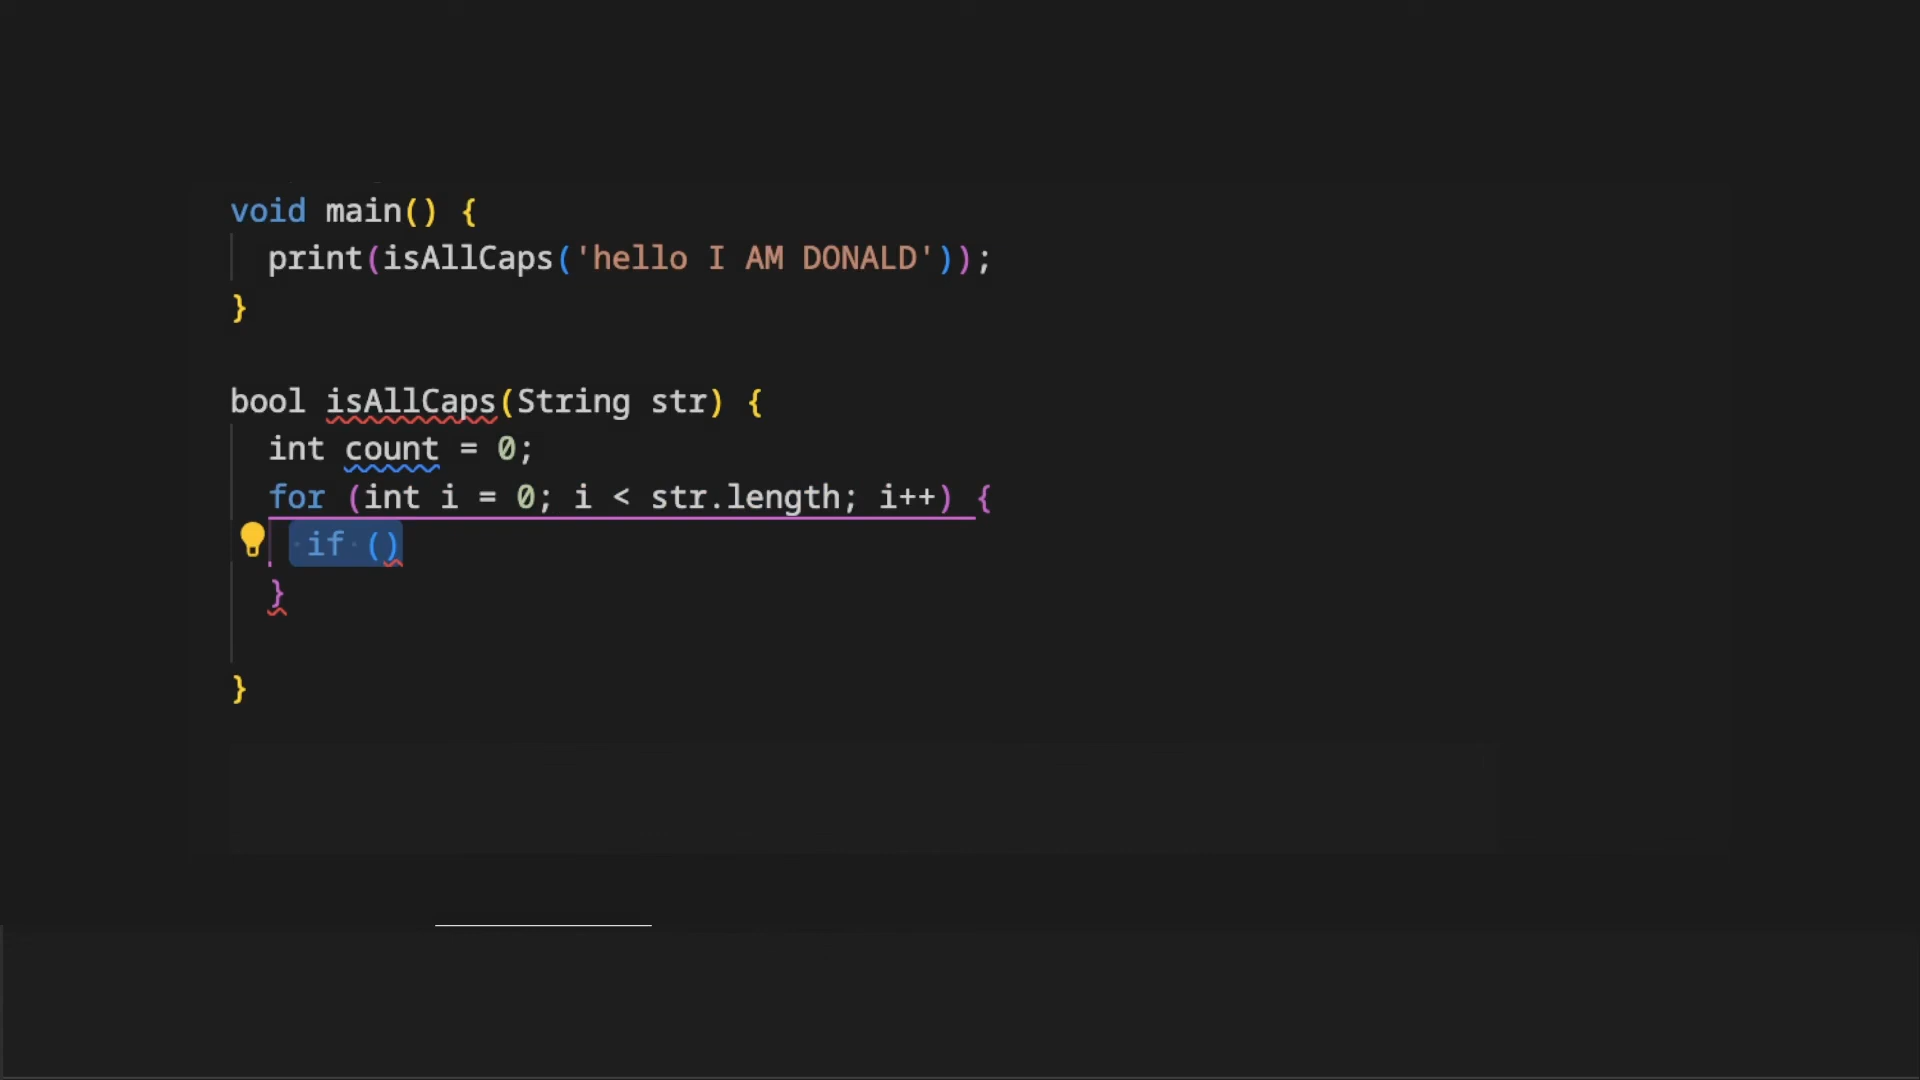 void main() {
print(isAllCaps('hello I AM DONALD'));
}
bool isAllCaps(String str) {
int count = 0;
for (int i = 0; i < str.length; i++) {
if ()
}
}